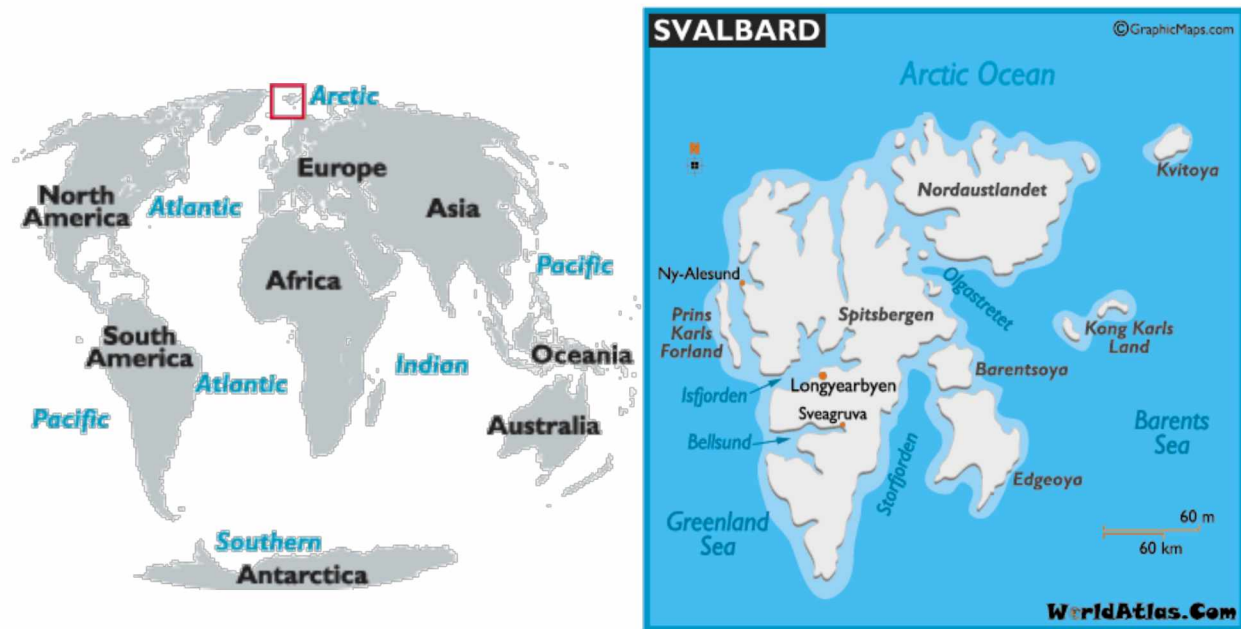 Arctic
Europe
North
America
Atlantic
Asia
Africa
Pacific
South
America
Indian
Oceania
Atlantic
Pacific
Australia
Southern
Antarctica
SVALBARD
©GraphicMaps.com
Arctic Ocean
Kvitoya
Nordaustlandet
Ny-Alesund
Olgastretet
Prins
Karls
Forland
Spitsbergen
Kong Karls
Land
Barentsoya
Isfjorden
Longyearbyen
Sveagruva
Bellsund
Barents
Sea
Storfjorden
Edgeoya
Greenland
Sea
60 m
60 km
WorldAtlas.Com